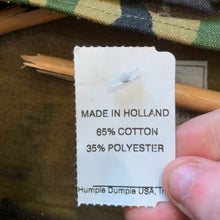 MADE IN HOLLAND
65% COTTON
35% POLYESTER
Humple Dumple USA,